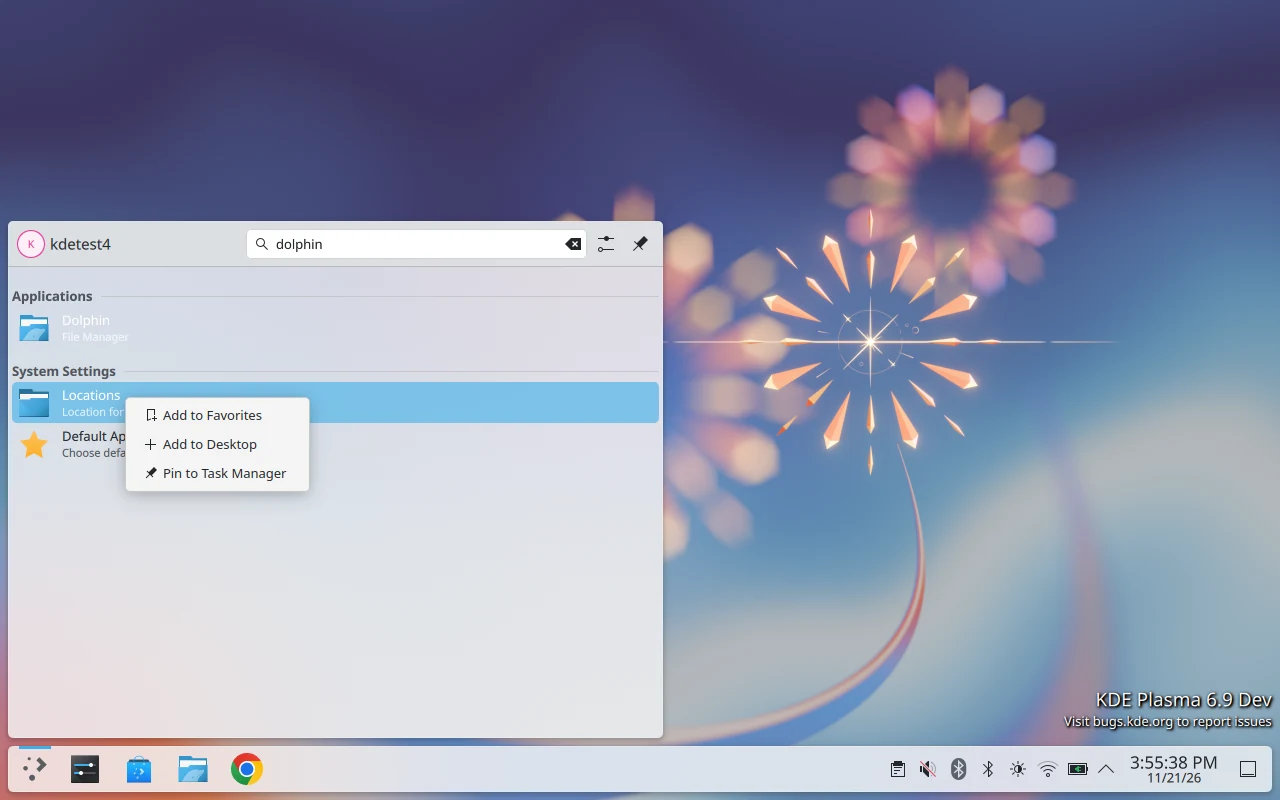 K
kdetest4
dolphin
Applications
Dolphin
File Manager
System Settings
Locations
Location for
Default Ap
Choose defa
Add to Favorites
Add to Desktop
Pin to Task Manager
KDE Plasma 6.9 Dev
Visit bugs.kde.org to report issues
3:55:38 PM
11/21/26